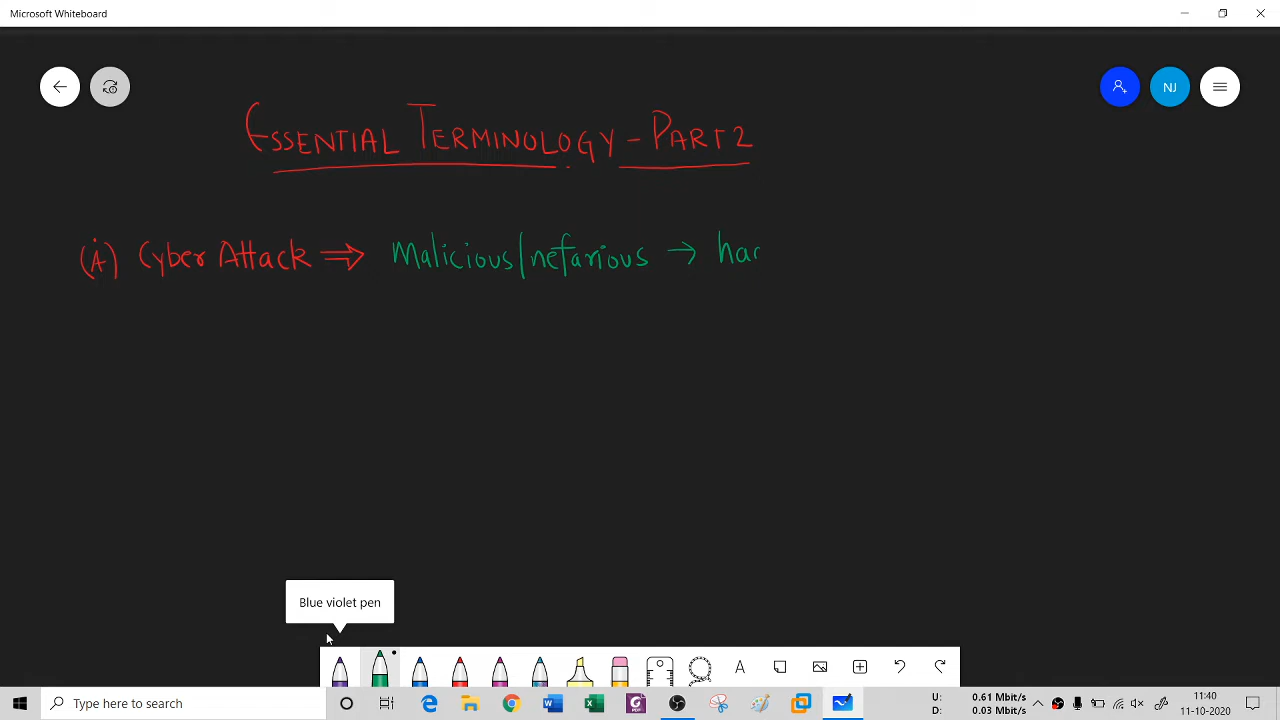 Microsoft Whiteboard
NJ
ESSENTIAL TERMINOLOGY - PART 2
(A) Cyber Attack ⇒ Malicious/nefarious → har
Blue violet pen
A
Type here to search
U: 0.61 Mbit/s
D: 0.03 Mbit/s
11:40
11-10-2020